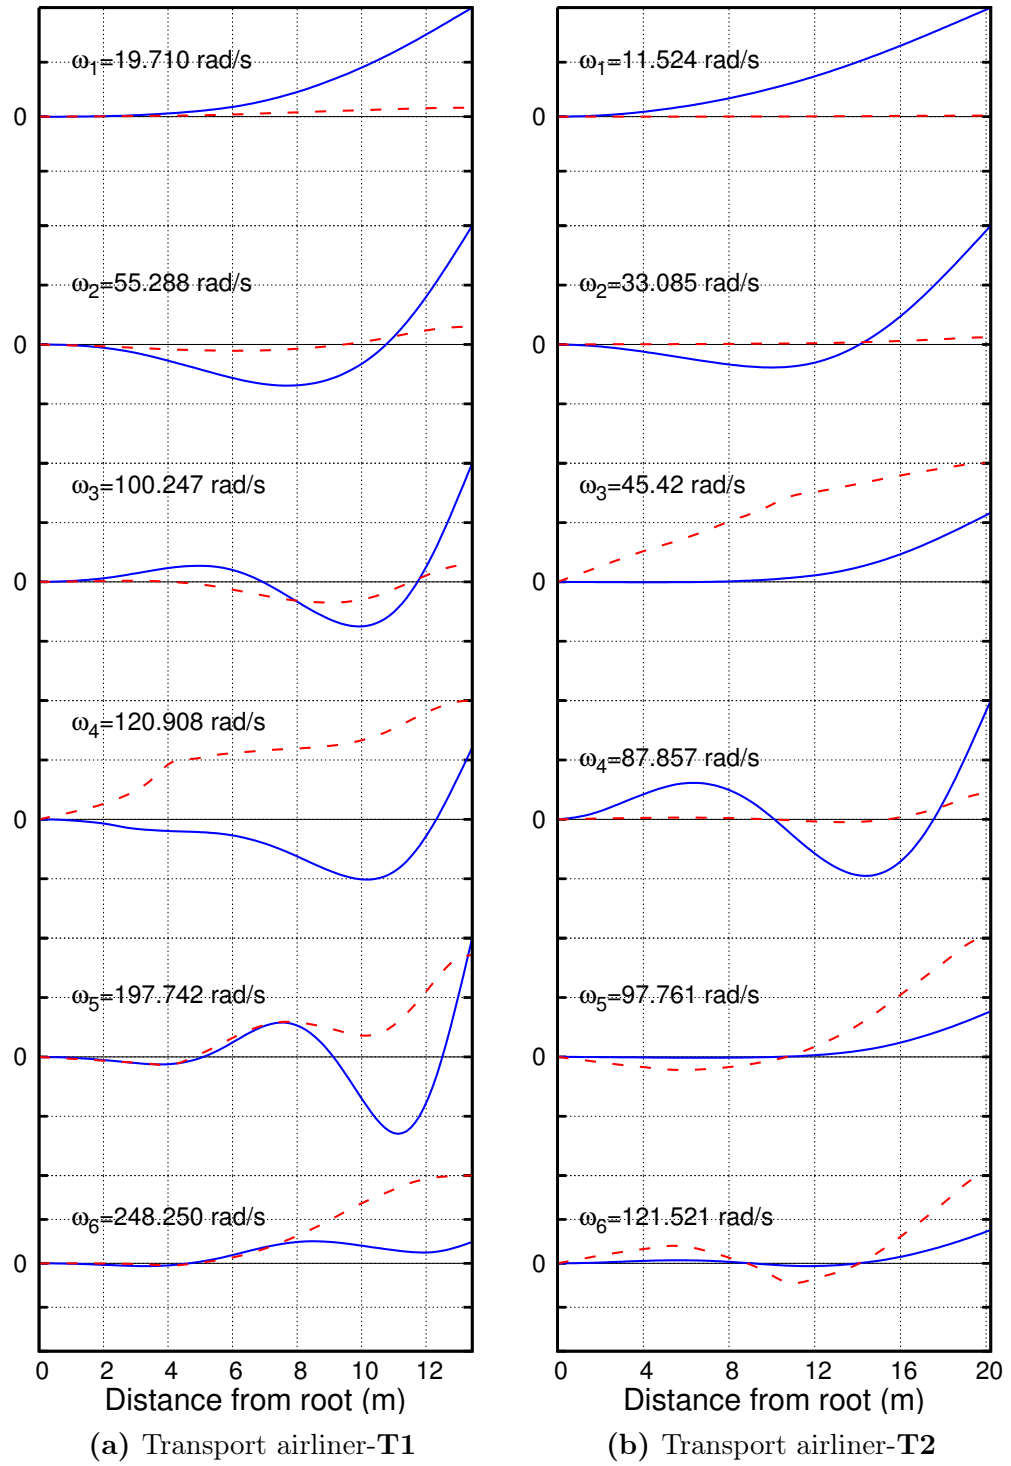 ω1=19.710 rad/s
0
ω2=55.288 rad/s
0
ω3=100.247 rad/s
0
ω4=120.908 rad/s
0
ω5=197.742 rad/s
0
ω6=248.250 rad/s
0
0 2 4 6 8 10 12
Distance from root (m)
(a) Transport airliner-T1
ω1=11.524 rad/s
0
ω2=33.085 rad/s
0
ω3=45.42 rad/s
0
ω4=87.857 rad/s
0
ω5=97.761 rad/s
0
ω6=121.521 rad/s
0
0 4 8 12 16 20
Distance from root (m)
(b) Transport airliner-T2